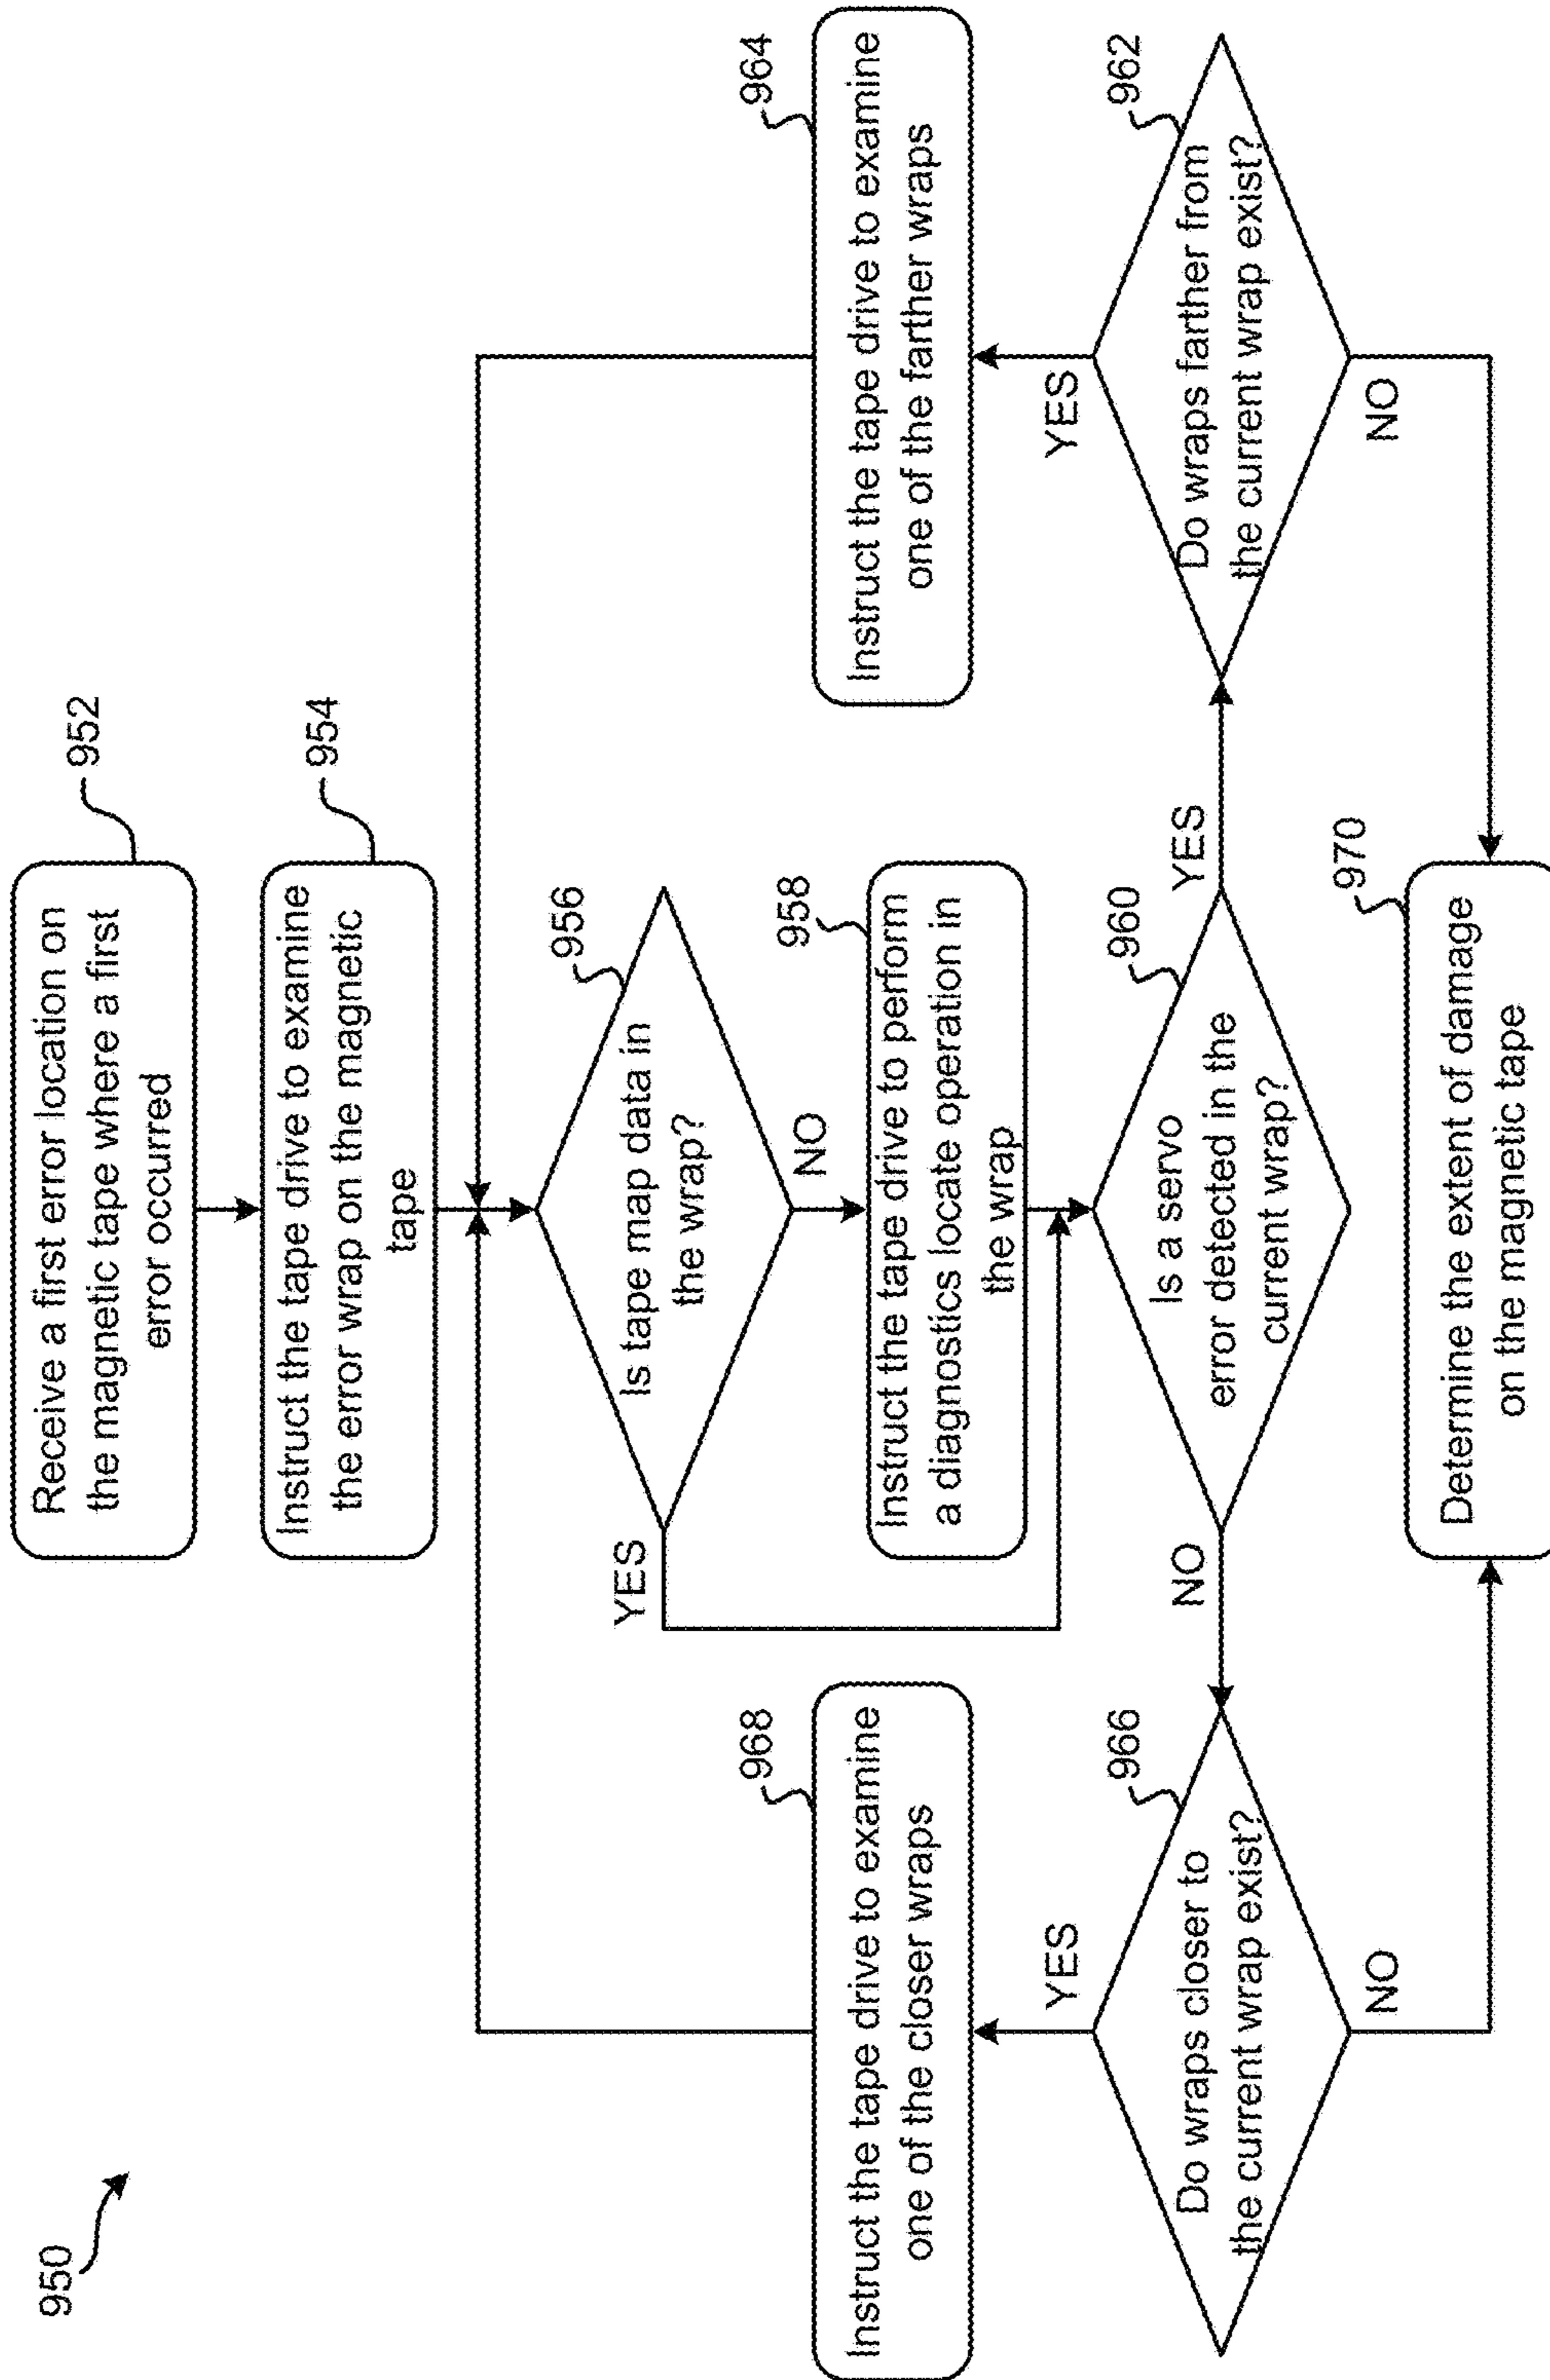 950
Receive a first error location on
the magnetic tape where a first
error occurred
952
Instruct the tape drive to examine
the error wrap on the magnetic
tape
954
Is tape map data in
the wrap?
956
YES
NO
Instruct the tape drive to perform
a diagnostics locate operation in
the wrap
958
Is a servo
error detected in the
current wrap?
960
NO
YES
Instruct the tape drive to examine
one of the closer wraps
968
YES
Do wraps closer to
the current wrap exist?
966
NO
Instruct the tape drive to examine
one of the farther wraps
964
YES
Do wraps farther from
the current wrap exist?
962
NO
Determine the extent of damage
on the magnetic tape
970